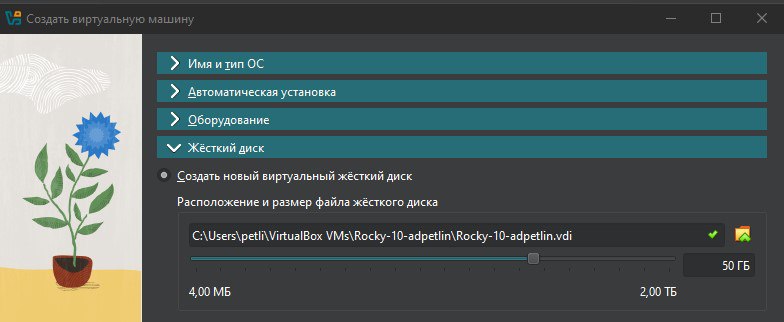 Создать виртуальную машину
Имя и тип ОС
Автоматическая установка
Оборудование
Жёсткий диск
Создать новый виртуальный жёсткий диск
Расположение и размер файла жёсткого диска
C:\Users\petli\VirtualBox VMs\Rocky-10-adpetlin\Rocky-10-adpetlin.vdi
50 ГБ
4,00 МБ 2,00 ТБ